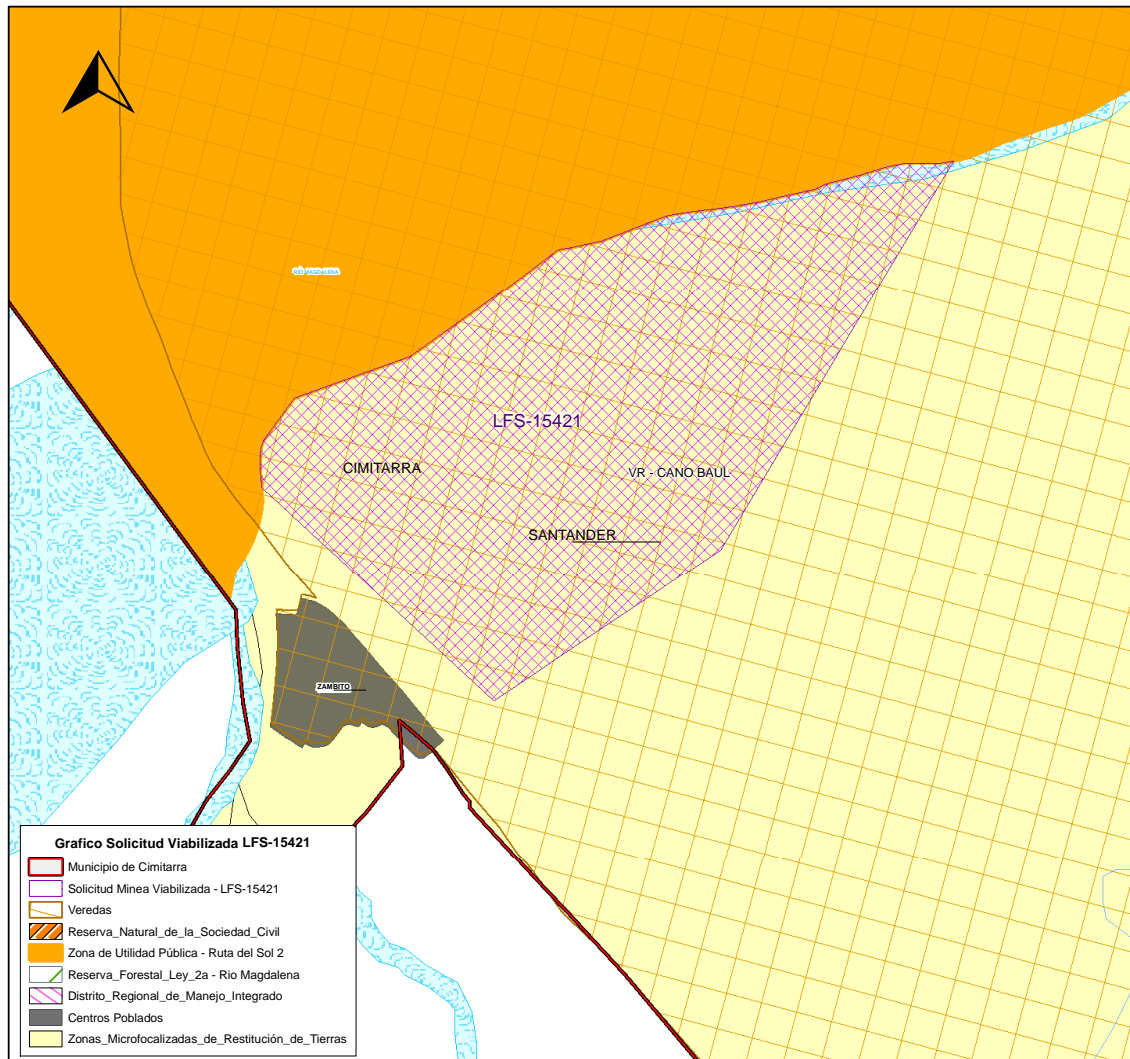 RÍO MAGDALENA
LFS-15421
CIMITARRA
VR - CANO BAUL
SANTANDER
ZAMBITO
Grafico Solicitud Viabilizada LFS-15421
Municipio de Cimitarra
Solicitud Minea Viabilizada - LFS-15421
Veredas
Reserva_Natural_de_la_Sociedad_Civil
Zona de Utilidad Pública - Ruta del Sol 2
Reserva_Forestal_Ley_2a - Rio Magdalena
Distrito_Regional_de_Manejo_Integrado
Centros Poblados
Zonas_Microfocalizadas_de_Restitución_de_Tierras